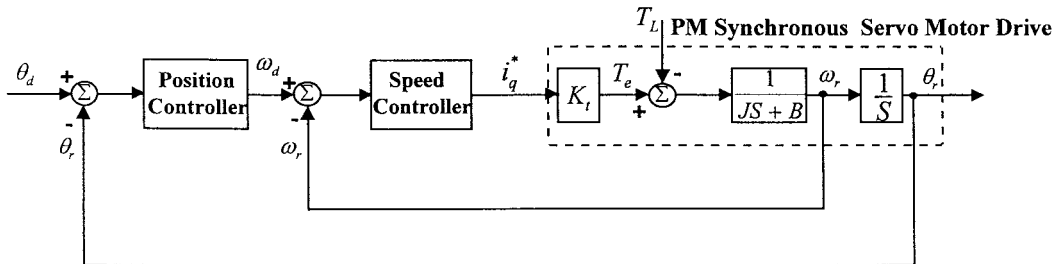 T_L PM Synchronous Servo Motor Drive
θ_d + Σ - θ_r
Position
Controller
ω_d + Σ - ω_r
Speed
Controller
i_q^*
K_t
T_e + Σ -
1
JS + B
ω_r
1
S
θ_r